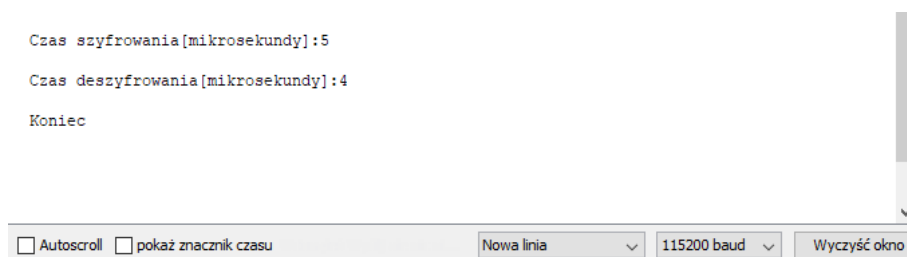 Czas szyfrowania[mikrosekundy]:5
Czas deszyfrowania[mikrosekundy]:4
Koniec
Autoscroll pokaż znacznik czasu Nowa linia 115200 baud Wyczyść okno